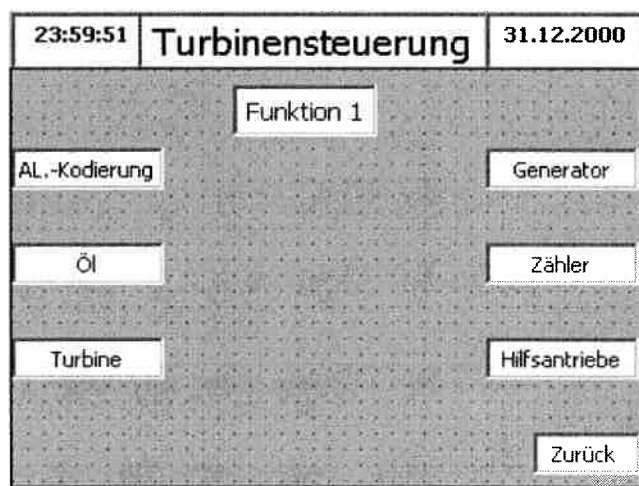 23:59:51 Turbinensteuerung 31.12.2000
Funktion 1
AL.-Kodierung Generator
Öl Zähler
Turbine Hilfsantriebe
Zurück